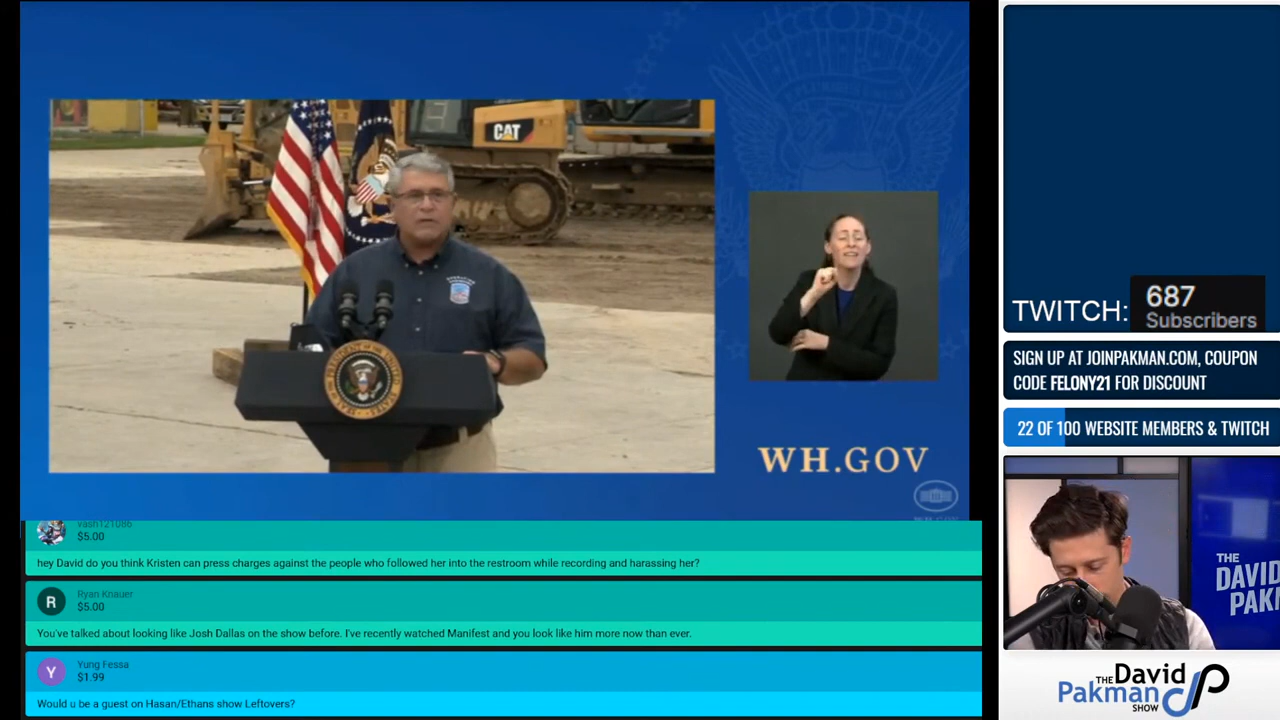 CAT
WH.GOV
TWITCH:
687
Subscribers
SIGN UP AT JOINPAKMAN.COM, COUPON
CODE FELONY21 FOR DISCOUNT
22 OF 100 WEBSITE MEMBERS & TWITCH
vash121086
$5.00
hey David do you think Kristen can press charges against the people who followed her into the restroom while recording and harassing her?
R
Ryan Knauer
$5.00
You've talked about looking like Josh Dallas on the show before. I've recently watched Manifest and you look like him more now than ever.
Y
Yung Fessa
$1.99
Would u be a guest on Hasan/Ethans show Leftovers?
THE
DAVID
PAKM
THE David
Pakman
SHOW